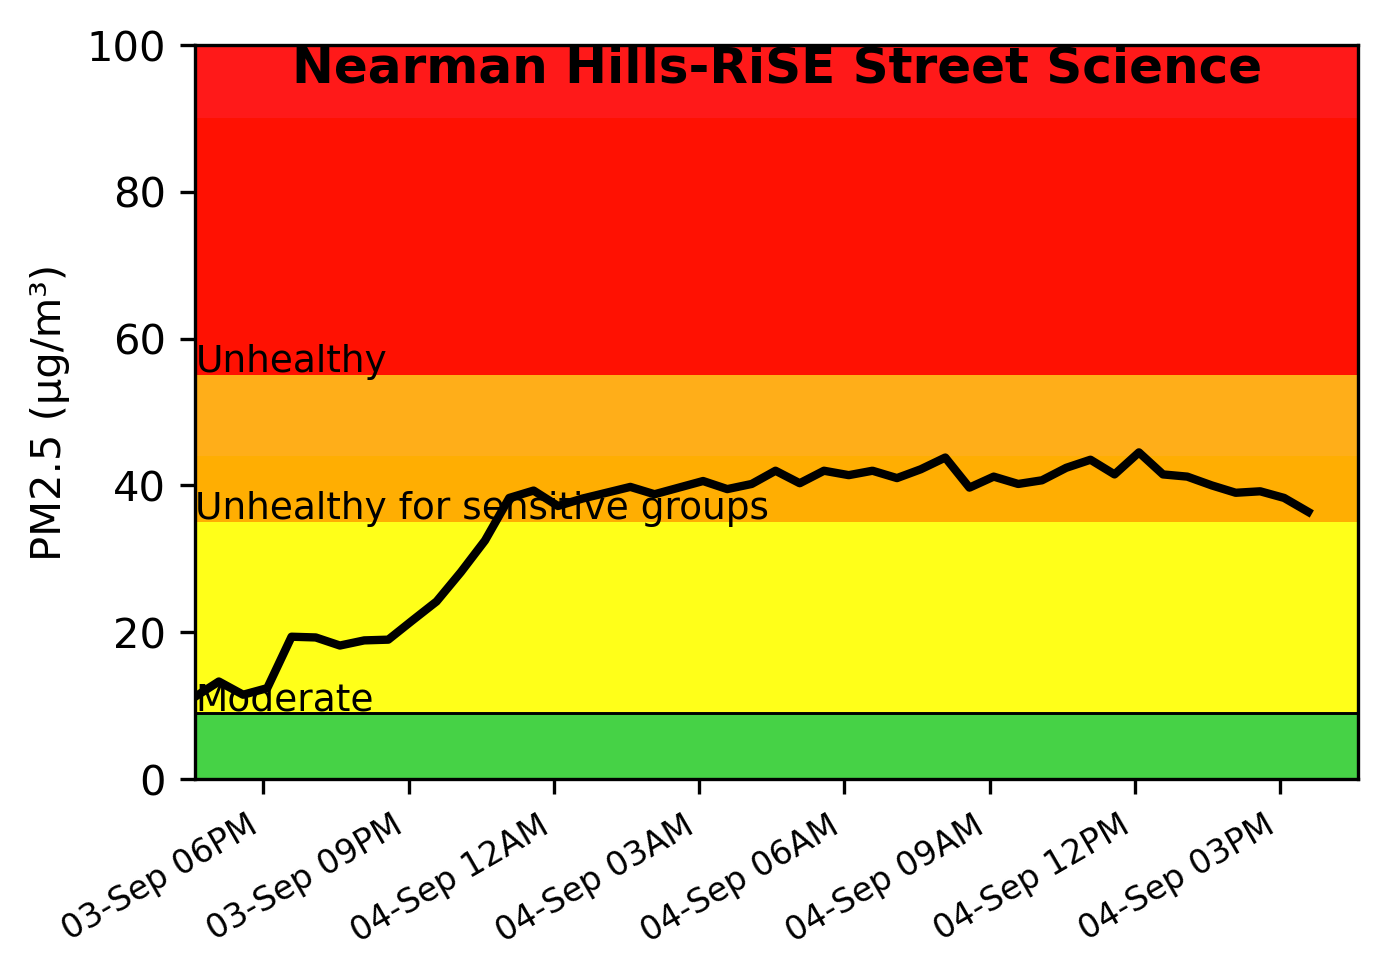 Nearman Hills-RiSE Street Science
100
80
60
40
20
0
PM2.5 (µg/m³)
Unhealthy
Unhealthy for sensitive groups
Moderate
03-Sep 06PM
03-Sep 09PM
04-Sep 12AM
04-Sep 03AM
04-Sep 06AM
04-Sep 09AM
04-Sep 12PM
04-Sep 03PM